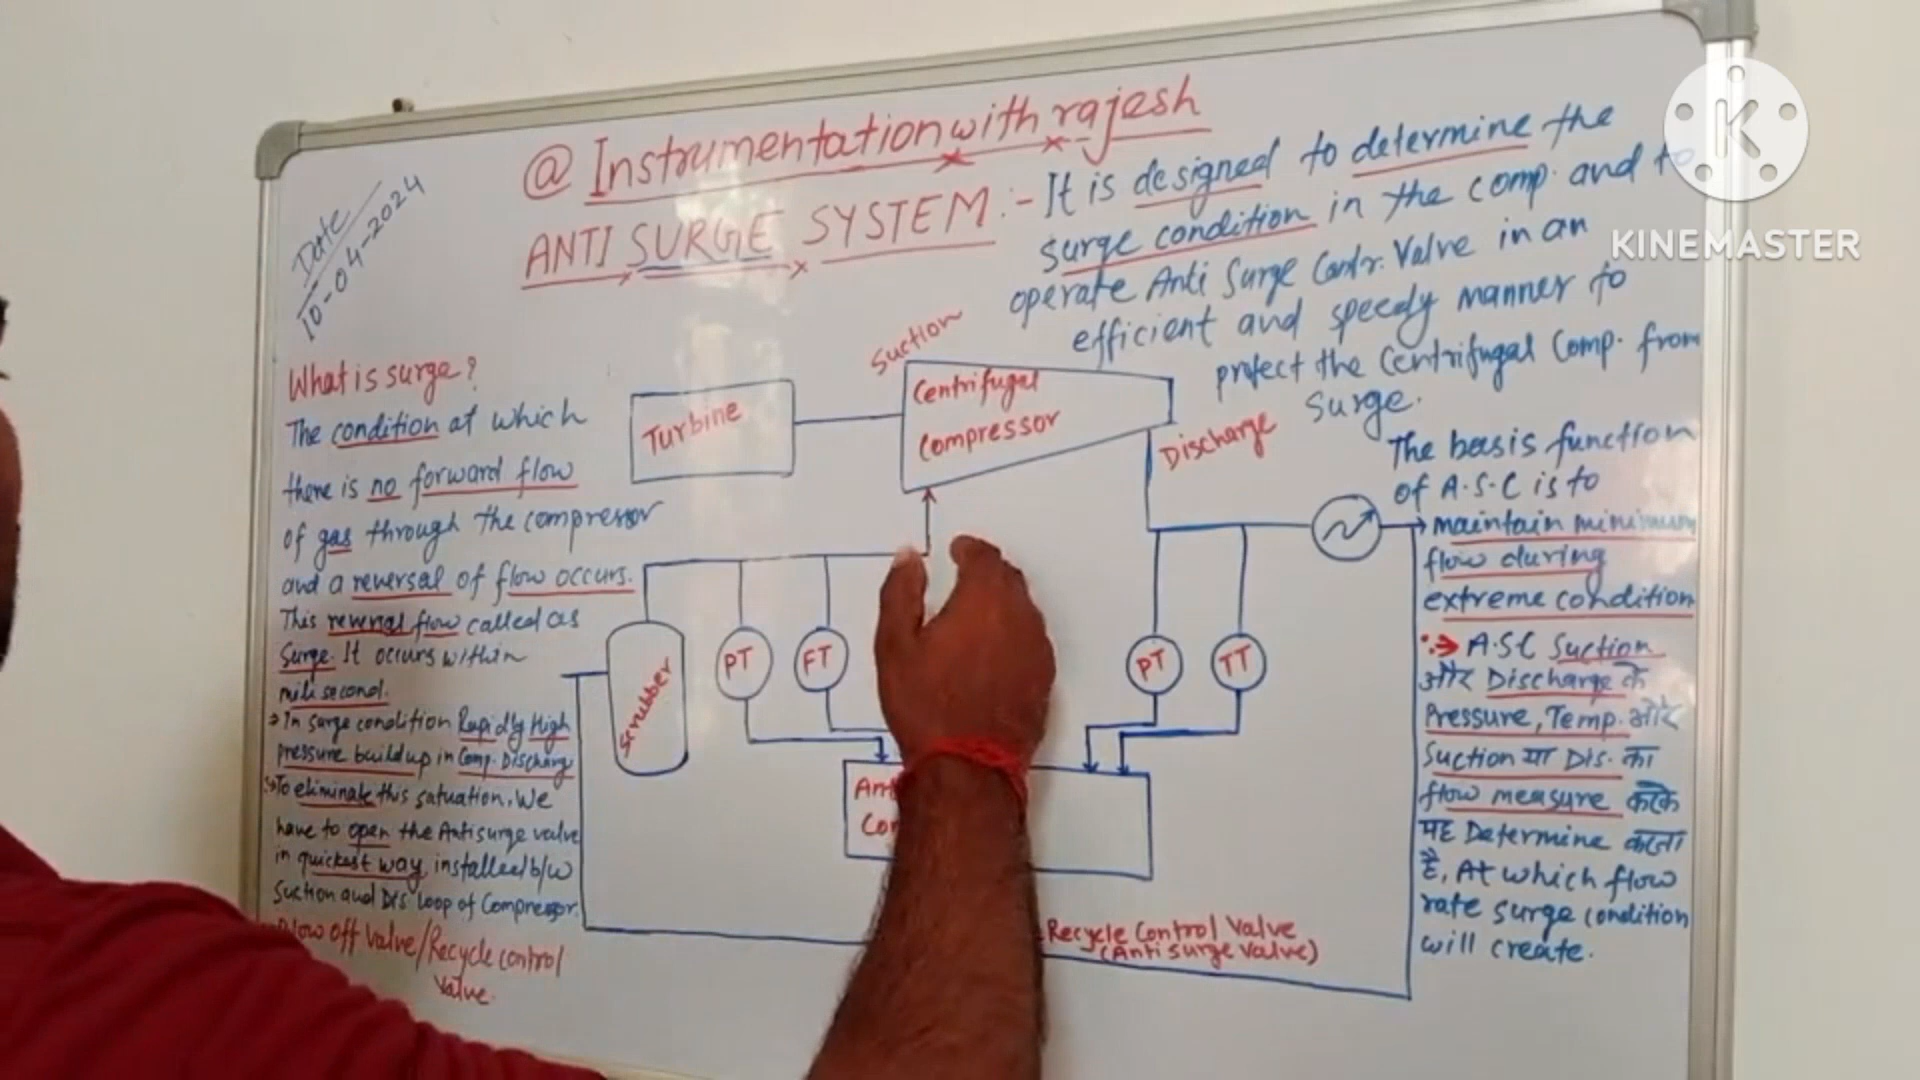 @ Instrumentation with rajesh
Date
10-04-2024
ANTI SURGE SYSTEM :- It is designed to determine the
surge condition in the comp. and to
operate Anti Surge Contr. Valve in an
efficient and speedy manner to
protect the Centrifugal Comp. from
Surge.
KINEMASTER
What is surge?
The condition at which
there is no forward flow
of gas through the compressor
and a reversal of flow occurs.
This reversal flow called as
Surge. It occurs within
mili second.
In surge condition Rapidly High
pressure buildup in Comp. Discharg
To eliminate this satuation, We
have to open the Antisurge valve
in quickest way, installed b/w
Suction and Dis' loop of Compressor.
Blow off Valve/Recycle control
Valve.
Suction
Turbine
Centrifugal
Compressor
Discharge
Scrubber
PT
FT
PT
TT
Recycle Control Valve
(Anti surge valve)
The basis function
of A.S.C is to
maintain minimum
flow during
extreme condition
A.S.C Suction
और Discharge के
Pressure, Temp. और
Suction या Dis. का
flow measure करके
यह Determine करता
है, At which flow
rate surge condition
will create.